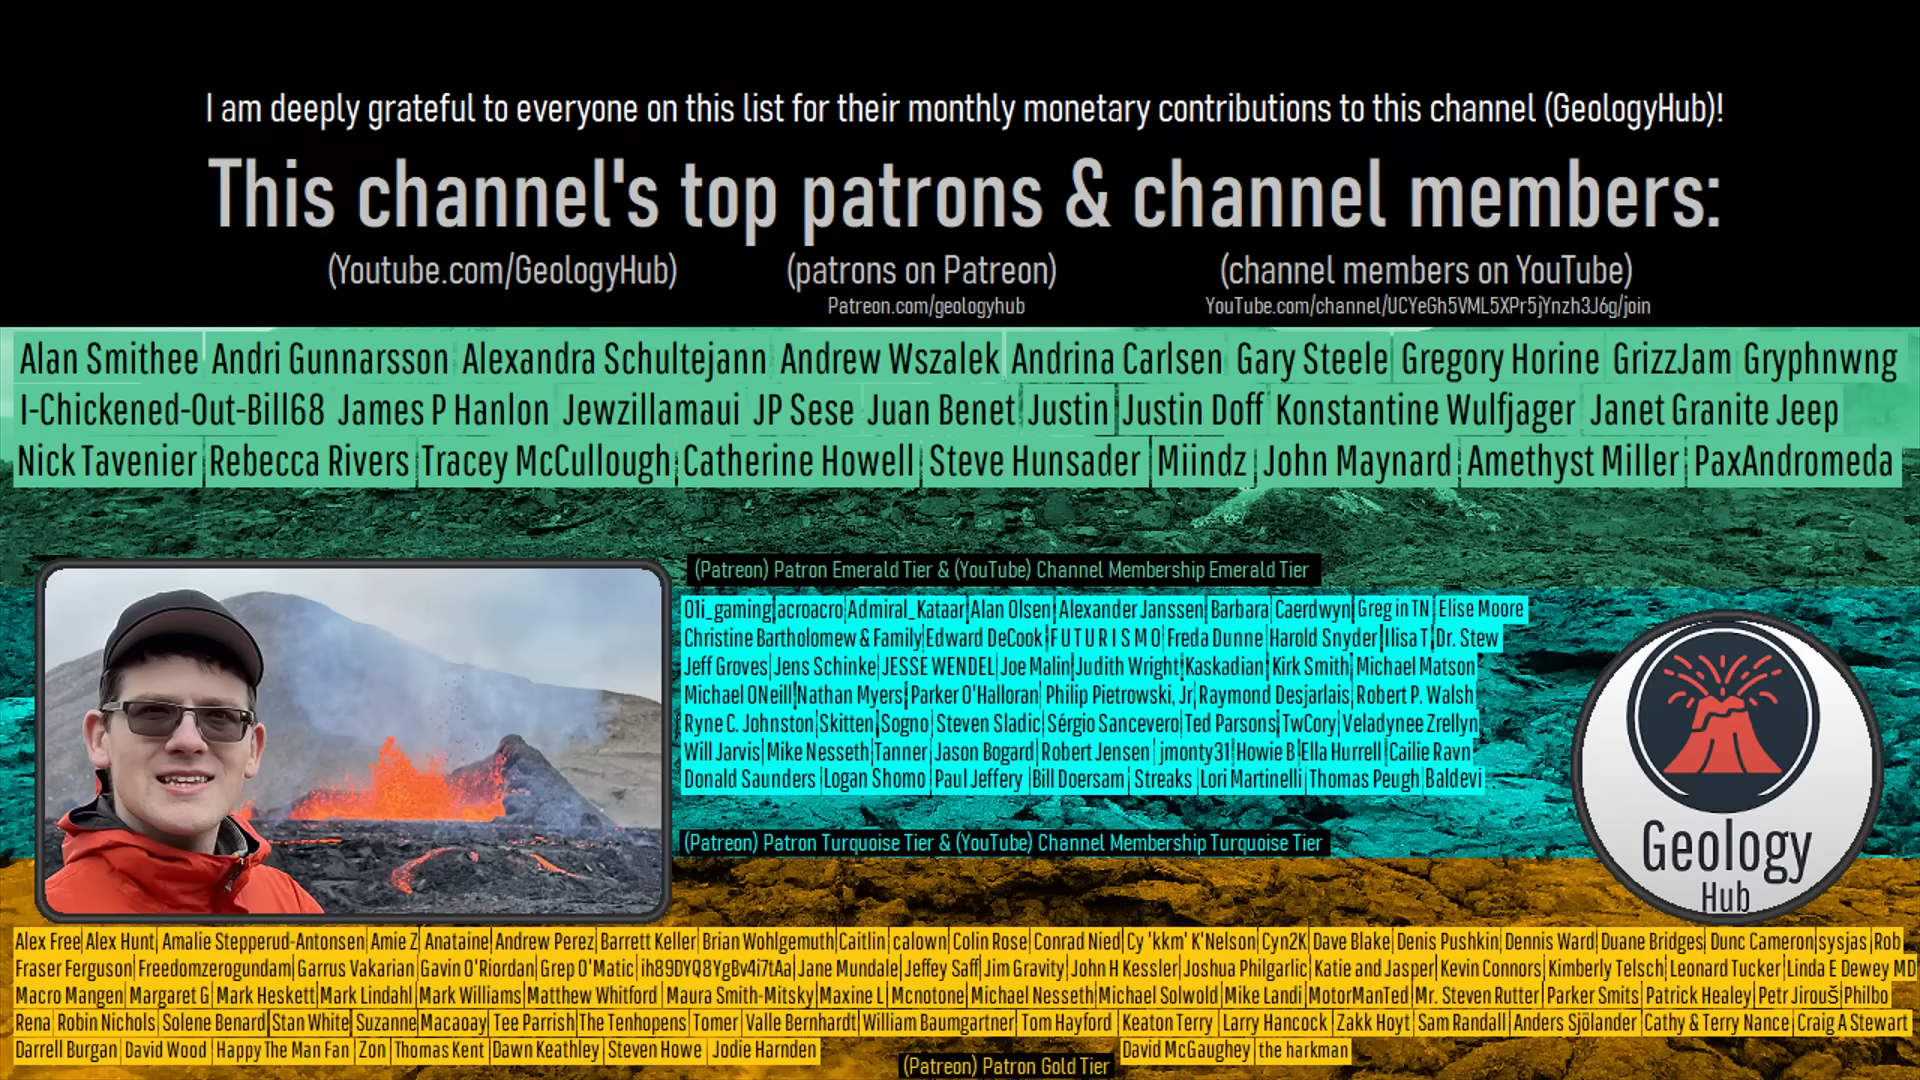 I am deeply grateful to everyone on this list for their monthly monetary contributions to this channel (GeologyHub)!
This channel's top patrons & channel members:
(Youtube.com/GeologyHub) (patrons on Patreon) (channel members on YouTube)
Patreon.com/geologyhub YouTube.com/channel/UCYeGh5VML5XPr5jYnzh3J6g/join
Alan Smithee Andri Gunnarsson Alexandra Schultejann Andrew Wszalek Andrina Carlsen Gary Steele Gregory Horine GrizzJam Gryphnwng
I-Chickened-Out-Bill68 James P Hanlon Jewzillamaui JP Sese Juan Benet Justin Justin Doff Konstantine Wulfjager Janet Granite Jeep
Nick Tavenier Rebecca Rivers Tracey McCullough Catherine Howell Steve Hunsader Miindz John Maynard Amethyst Miller PaxAndromeda
(Patreon) Patron Emerald Tier & (YouTube) Channel Membership Emerald Tier
01i_gaming acroacro Admiral_Kataar Alan Olsen Alexander Janssen Barbara Caerdwyn Greg in TN Elise Moore
Christine Bartholomew & Family Edward DeCook F U T U R I S M O Freda Dunne Harold Snyder Ilisa T Dr. Stew
Jeff Groves Jens Schinke JESSE WENDEL Joe Malin Judith Wright Kaskadian Kirk Smith Michael Matson
Michael ONeill Nathan Myers Parker O'Halloran Philip Pietrowski, Jr Raymond Desjarlais Robert P. Walsh
Ryne C. Johnston Skitten Sogno Steven Sladic Sérgio Sancevero Ted Parsons TwCory Veladynee Zrellyn
Will Jarvis Mike Nesseth Tanner Jason Bogard Robert Jensen jmonty31 Howie B Ella Hurrell Cailie Ravn
Donald Saunders Logan Shomo Paul Jeffery Bill Doersam Streaks Lori Martinelli Thomas Peugh Baldevi
(Patreon) Patron Turquoise Tier & (YouTube) Channel Membership Turquoise Tier
Geology
Hub
Alex Free Alex Hunt Amalie Stepperud-Antonsen Amie Z Anataine Andrew Perez Barrett Keller Brian Wohlgemuth Caitlin calown Colin Rose Conrad Nied Cy 'kkm' K'Nelson Cyn2K Dave Blake Denis Pushkin Dennis Ward Duane Bridges Dunc Cameron sysjas Rob
Fraser Ferguson Freedomzerogundam Garrus Vakarian Gavin O'Riordan Grep O'Matic ih89DYQ8YgBv4i7tAa Jane Mundale Jeffey Saff Jim Gravity John H Kessler Joshua Philgarlic Katie and Jasper Kevin Connors Kimberly Telsch Leonard Tucker Linda E Dewey MD
Macro Mangen Margaret G Mark Heskett Mark Lindahl Mark Williams Matthew Whitford Maura Smith-Mitsky Maxine L Mcnotone Michael Nesseth Michael Solwold Mike Landi MotorManTed Mr. Steven Rutter Parker Smits Patrick Healey Petr Jirouš Philbo
Rena Robin Nichols Solene Benard Stan White Suzanne Macaoay Tee Parrish The Tenhopens Tomer Valle Bernhardt William Baumgartner Tom Hayford Keaton Terry Larry Hancock Zakk Hoyt Sam Randall Anders Sjölander Cathy & Terry Nance Craig A Stewart
Darrell Burgan David Wood Happy The Man Fan Zon Thomas Kent Dawn Keathley Steven Howe Jodie Harnden David McGaughey the harkman
(Patreon) Patron Gold Tier